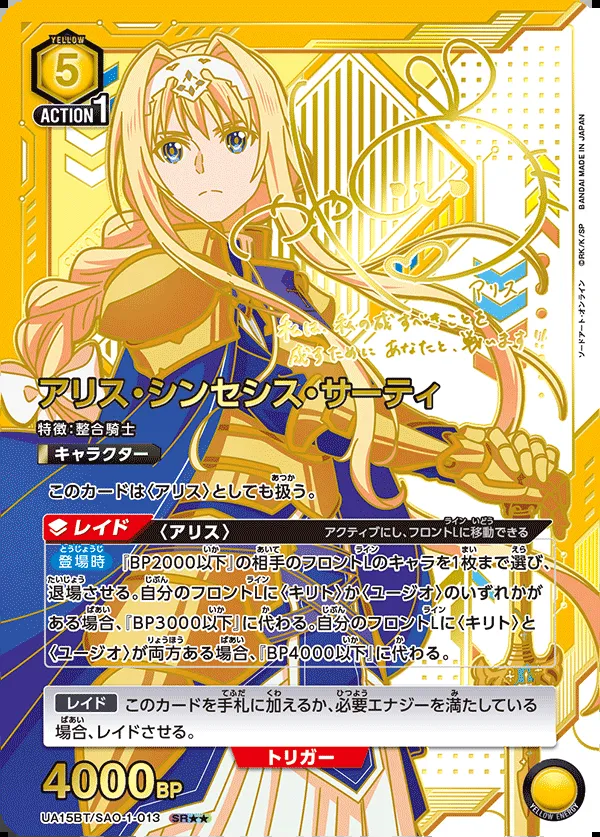 YELLOW
5
ACTION 1
アリス
私は、私の成すべきことを
成すために あなたと、戦います
アリス・シンセシス・サーティ
特徴：整合騎士
キャラクター
このカードは〈アリス〉としても扱う。
レイド 〈アリス〉 アクティブにし、フロントLに移動できる
登場時 『BP2000以下』の相手のフロントLのキャラを1枚まで選び、
退場させる。自分のフロントLに〈キリト〉か〈ユージオ〉のいずれかが
ある場合、『BP3000以下』に代わる。自分のフロントLに〈キリト〉と
〈ユージオ〉が両方ある場合、『BP4000以下』に代わる。
レイド このカードを手札に加えるか、必要エナジーを満たしている
場合、レイドさせる。
トリガー
4000BP
UA15BT/SAO-1-013 SR★★
YELLOW ENERGY
ソードアート・オンライン ©RK/K/SP BANDAI MADE IN JAPAN